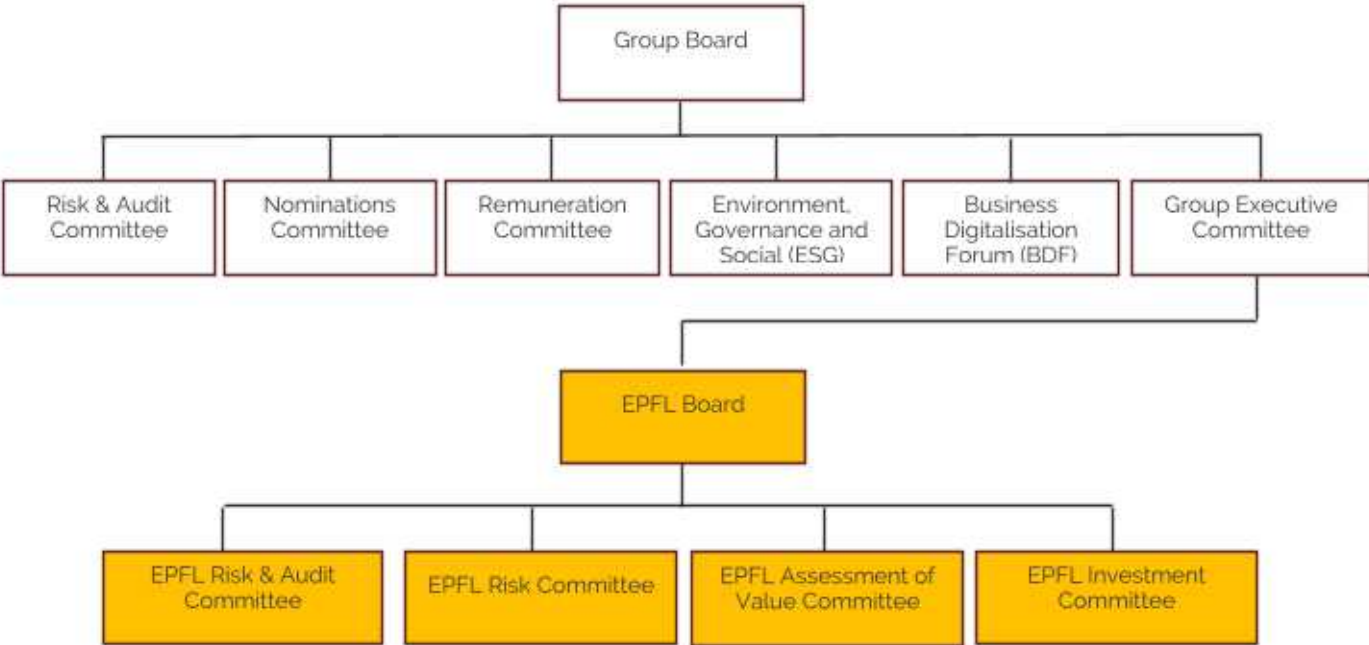 Group Board
Risk & Audit
Committee
Nominations
Committee
Remuneration
Committee
Environment,
Governance and
Social (ESG)
Business
Digitalisation
Forum (BDF)
Group Executive
Committee
EPFL Board
EPFL Risk & Audit
Committee
EPFL Risk Committee
EPFL Assessment of
Value Committee
EPFL Investment
Committee